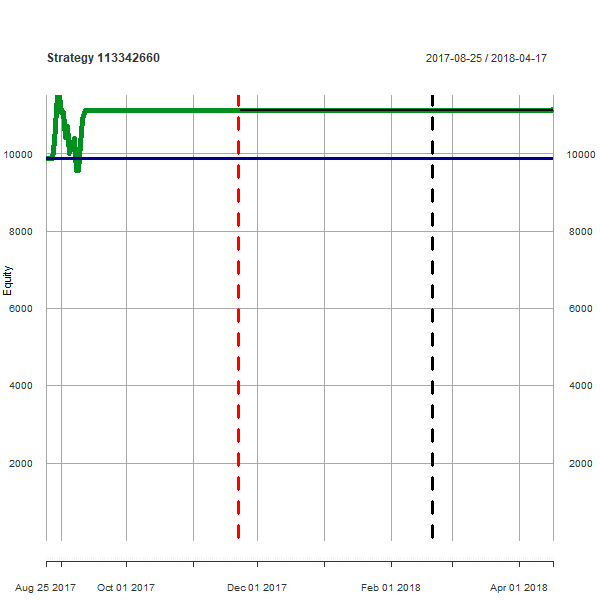 Strategy 113342660
2017-08-25 / 2018-04-17
10000
10000
8000
8000
6000
6000
4000
4000
2000
2000
Equity
Aug 25 2017
Oct 01 2017
Dec 01 2017
Feb 01 2018
Apr 01 2018